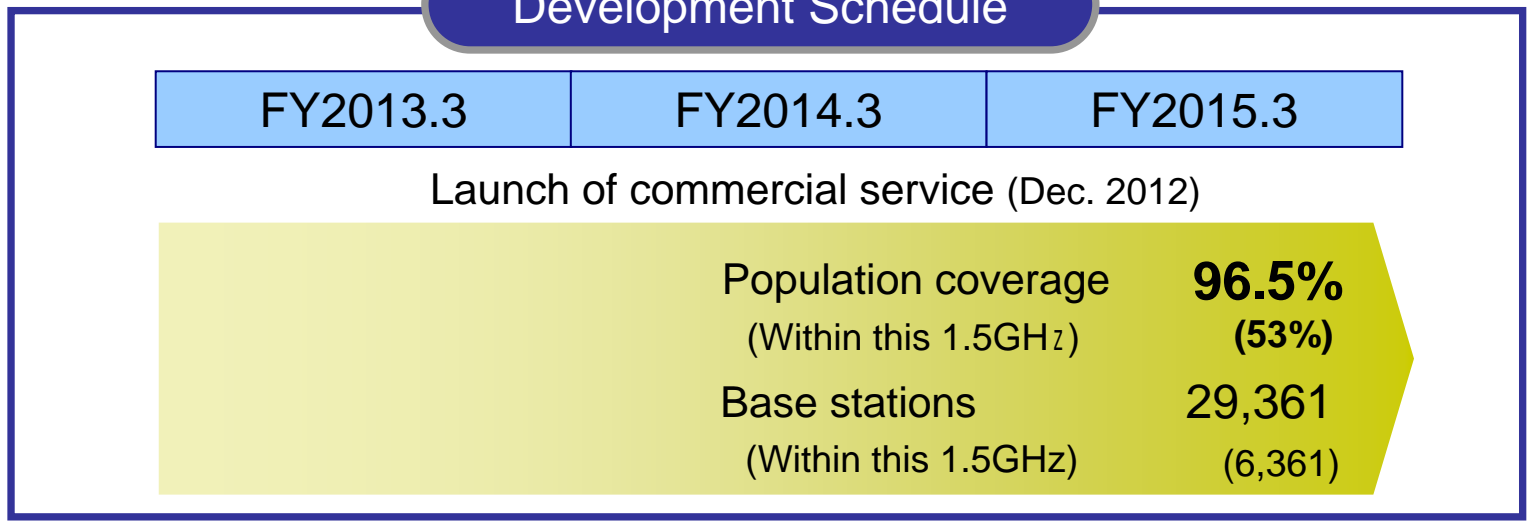 Development Schedule
FY2013.3 FY2014.3 FY2015.3
Launch of commercial service (Dec. 2012)
Population coverage 96.5%
(Within this 1.5GHz) (53%)
Base stations 29,361
(Within this 1.5GHz) (6,361)